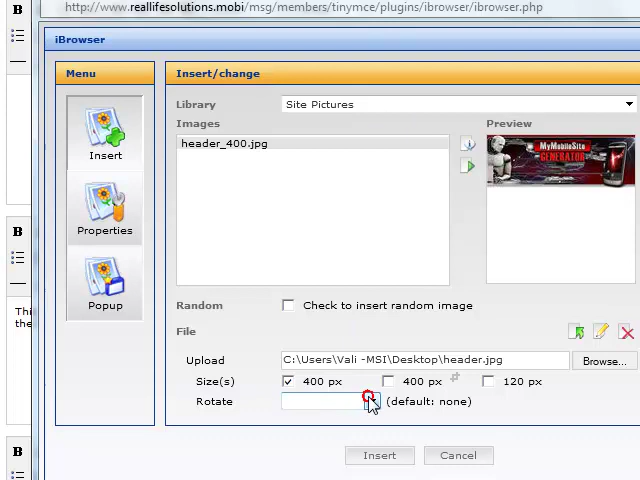 http://www.reallifesolutions.mobi/msg/members/tinymce/plugins/ibrowser/ibrowser.php
B
iBrowser
Menu
Insert/change
Library
Site Pictures
Images
Preview
header_400.jpg
MyMobileSite
GENERATOR
Insert
Properties
B
Popup
Random
Check to insert random image
Thi
the
File
Upload
C:\Users\Vali -MSI\Desktop\header.jpg
Browse...
Size(s)
400 px
400 px
120 px
Rotate
(default: none)
B
Insert
Cancel